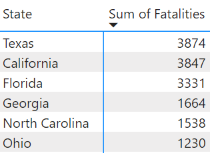 State Sum of Fatalities
Texas 3874
California 3847
Florida 3331
Georgia 1664
North Carolina 1538
Ohio 1230